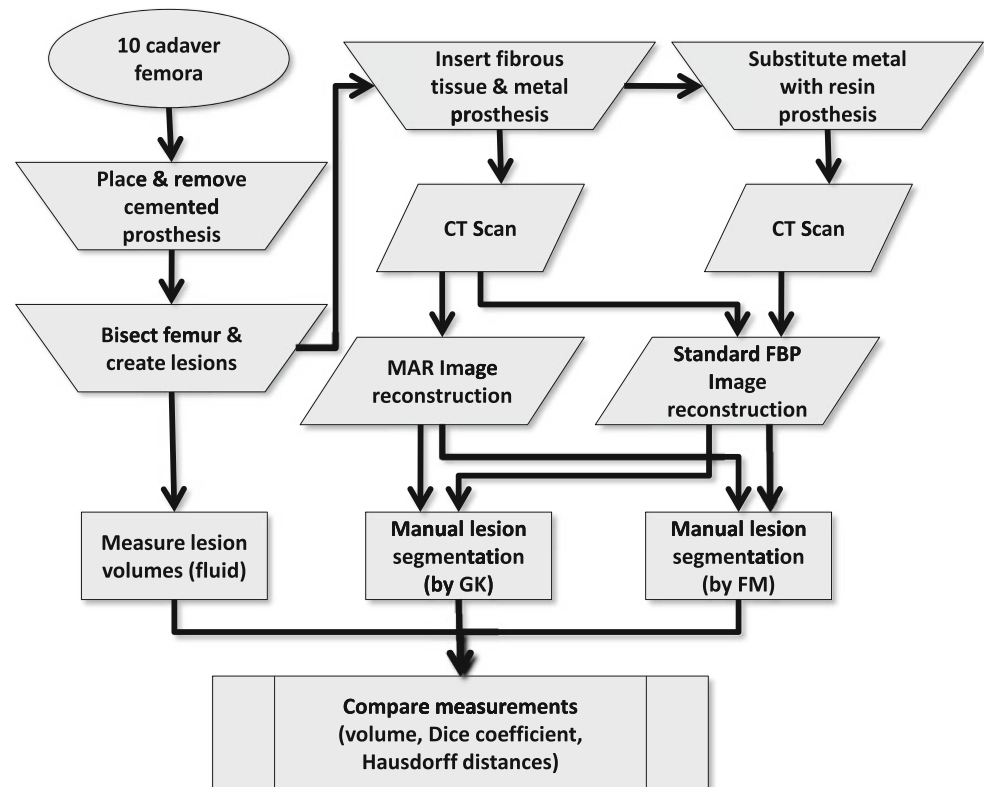 10 cadaver
femora
Place & remove
cemented
prosthesis
Bisect femur &
create lesions
Insert fibrous
tissue & metal
prosthesis
Substitute metal
with resin
prosthesis
CT Scan
CT Scan
MAR Image
reconstruction
Standard FBP
Image
reconstruction
Measure lesion
volumes (fluid)
Manual lesion
segmentation
(by GK)
Manual lesion
segmentation
(by FM)
Compare measurements
(volume, Dice coefficient,
Hausdorff distances)